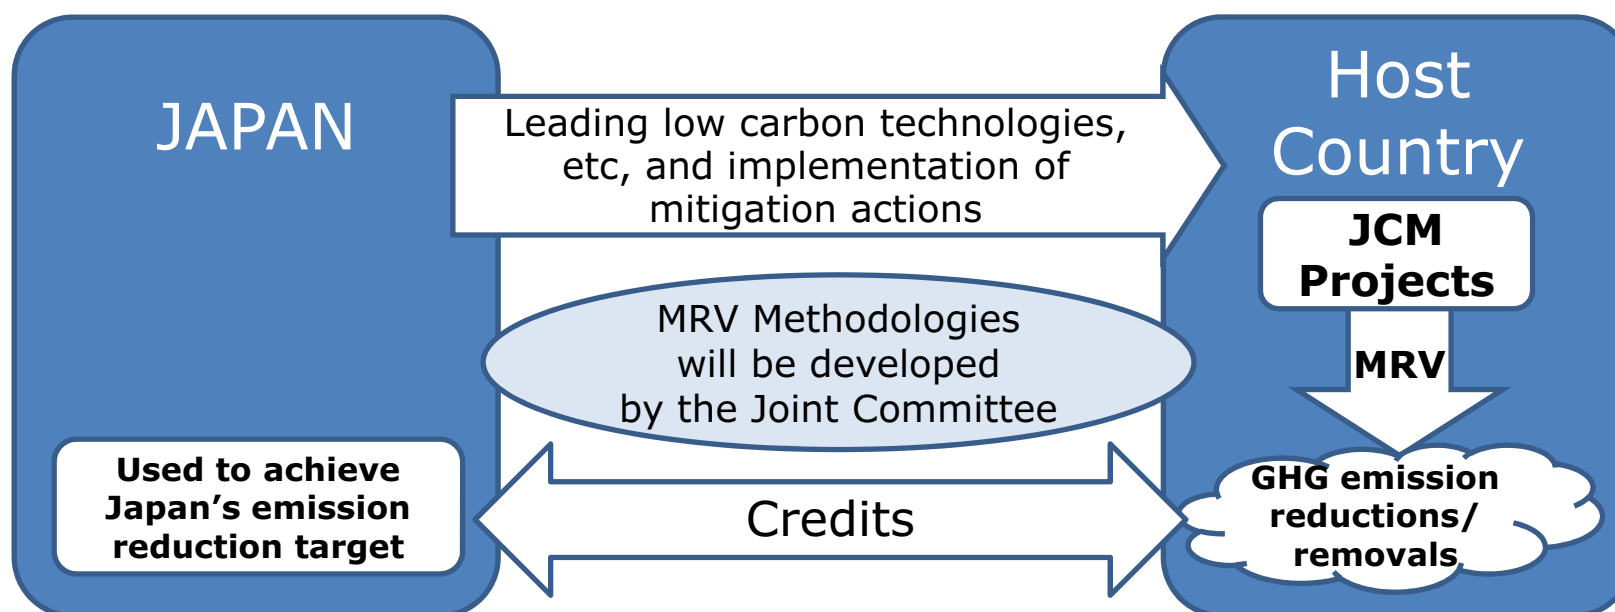 JAPAN
Leading low carbon technologies,
etc, and implementation of
mitigation actions
Host
Country
JCM
Projects
MRV
MRV Methodologies
will be developed
by the Joint Committee
Used to achieve
Japan’s emission
reduction target
Credits
GHG emission
reductions/
removals